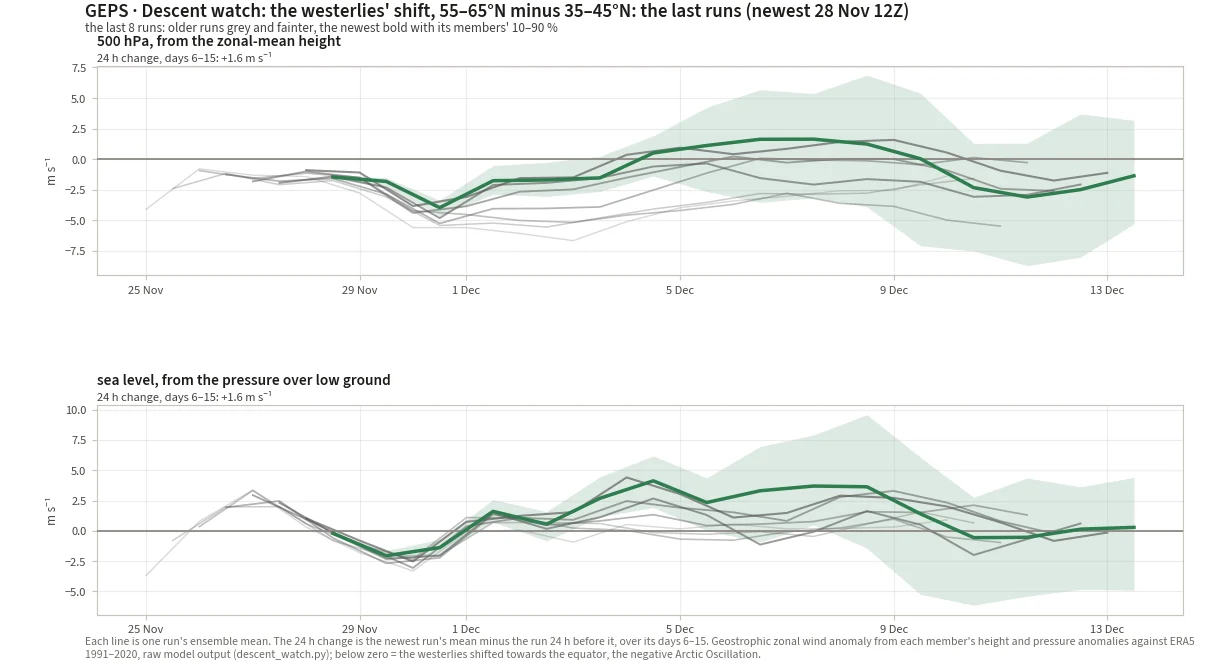 GEPS · Descent watch: the westerlies' shift, 55–65°N minus 35–45°N: the last runs (newest 28 Nov 12Z)
the last 8 runs: older runs grey and fainter, the newest bold with its members' 10–90 %
500 hPa, from the zonal-mean height
24 h change, days 6–15: +1.6 m s⁻¹
7.5
5.0
2.5
0.0
−2.5
−5.0
−7.5
m s⁻¹
25 Nov 29 Nov 1 Dec 5 Dec 9 Dec 13 Dec
sea level, from the pressure over low ground
24 h change, days 6–15: +1.6 m s⁻¹
10.0
7.5
5.0
2.5
0.0
−2.5
−5.0
m s⁻¹
25 Nov 29 Nov 1 Dec 5 Dec 9 Dec 13 Dec
Each line is one run's ensemble mean. The 24 h change is the newest run's mean minus the run 24 h before it, over its days 6–15. Geostrophic zonal wind anomaly from each member's height and pressure anomalies against ERA5
1991–2020, raw model output (descent_watch.py); below zero = the westerlies shifted towards the equator, the negative Arctic Oscillation.